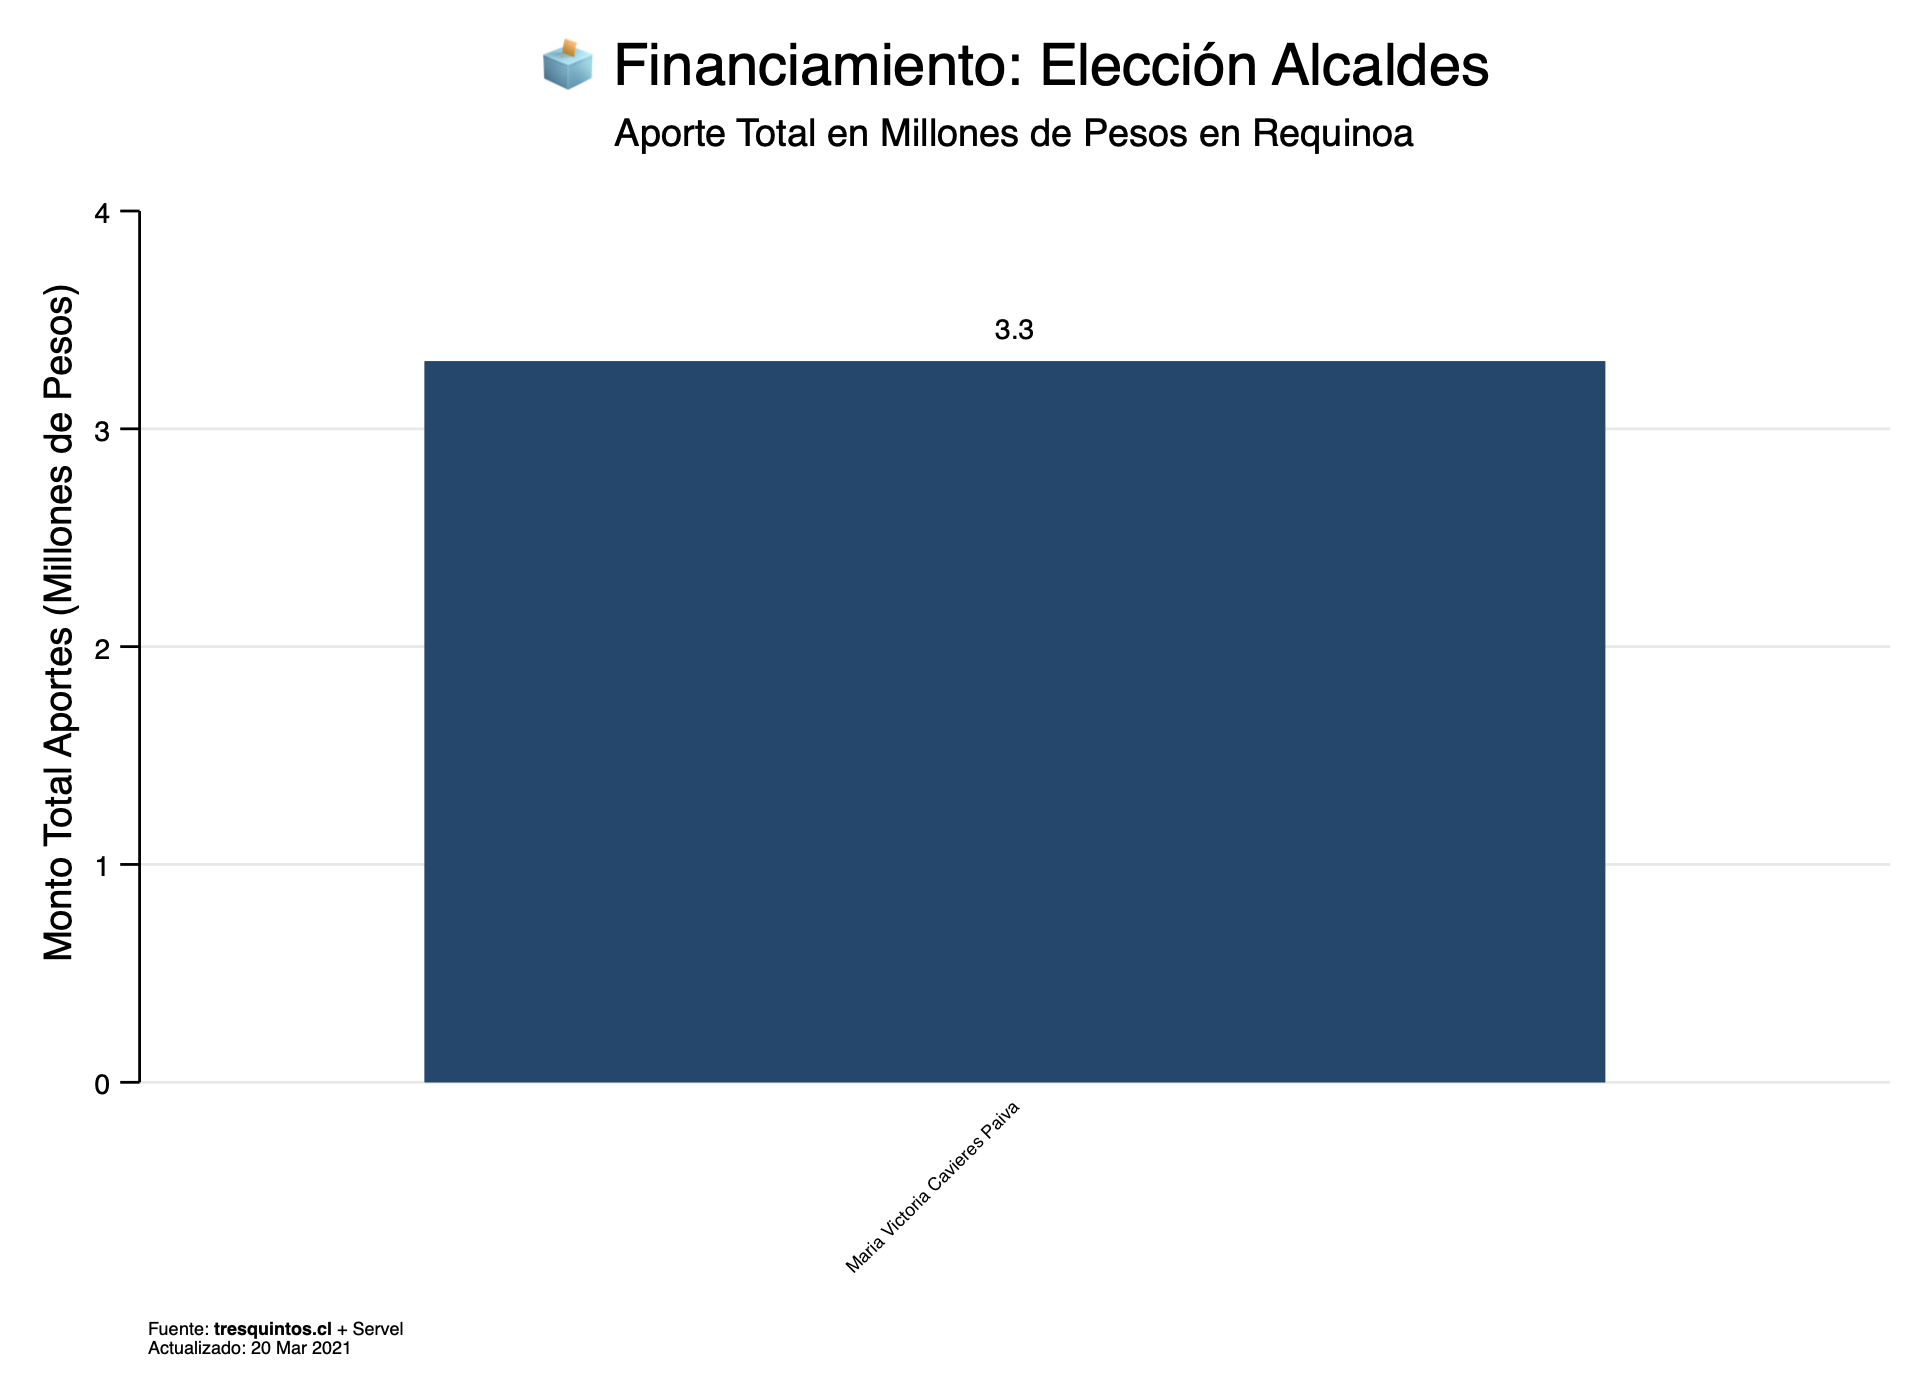 Financiamiento: Elección Alcaldes
Aporte Total en Millones de Pesos en Requinoa
Monto Total Aportes (Millones de Pesos)
4
3
2
1
0
3.3
Maria Victoria Cavieres Paiva
Fuente: tresquintos.cl + Servel
Actualizado: 20 Mar 2021